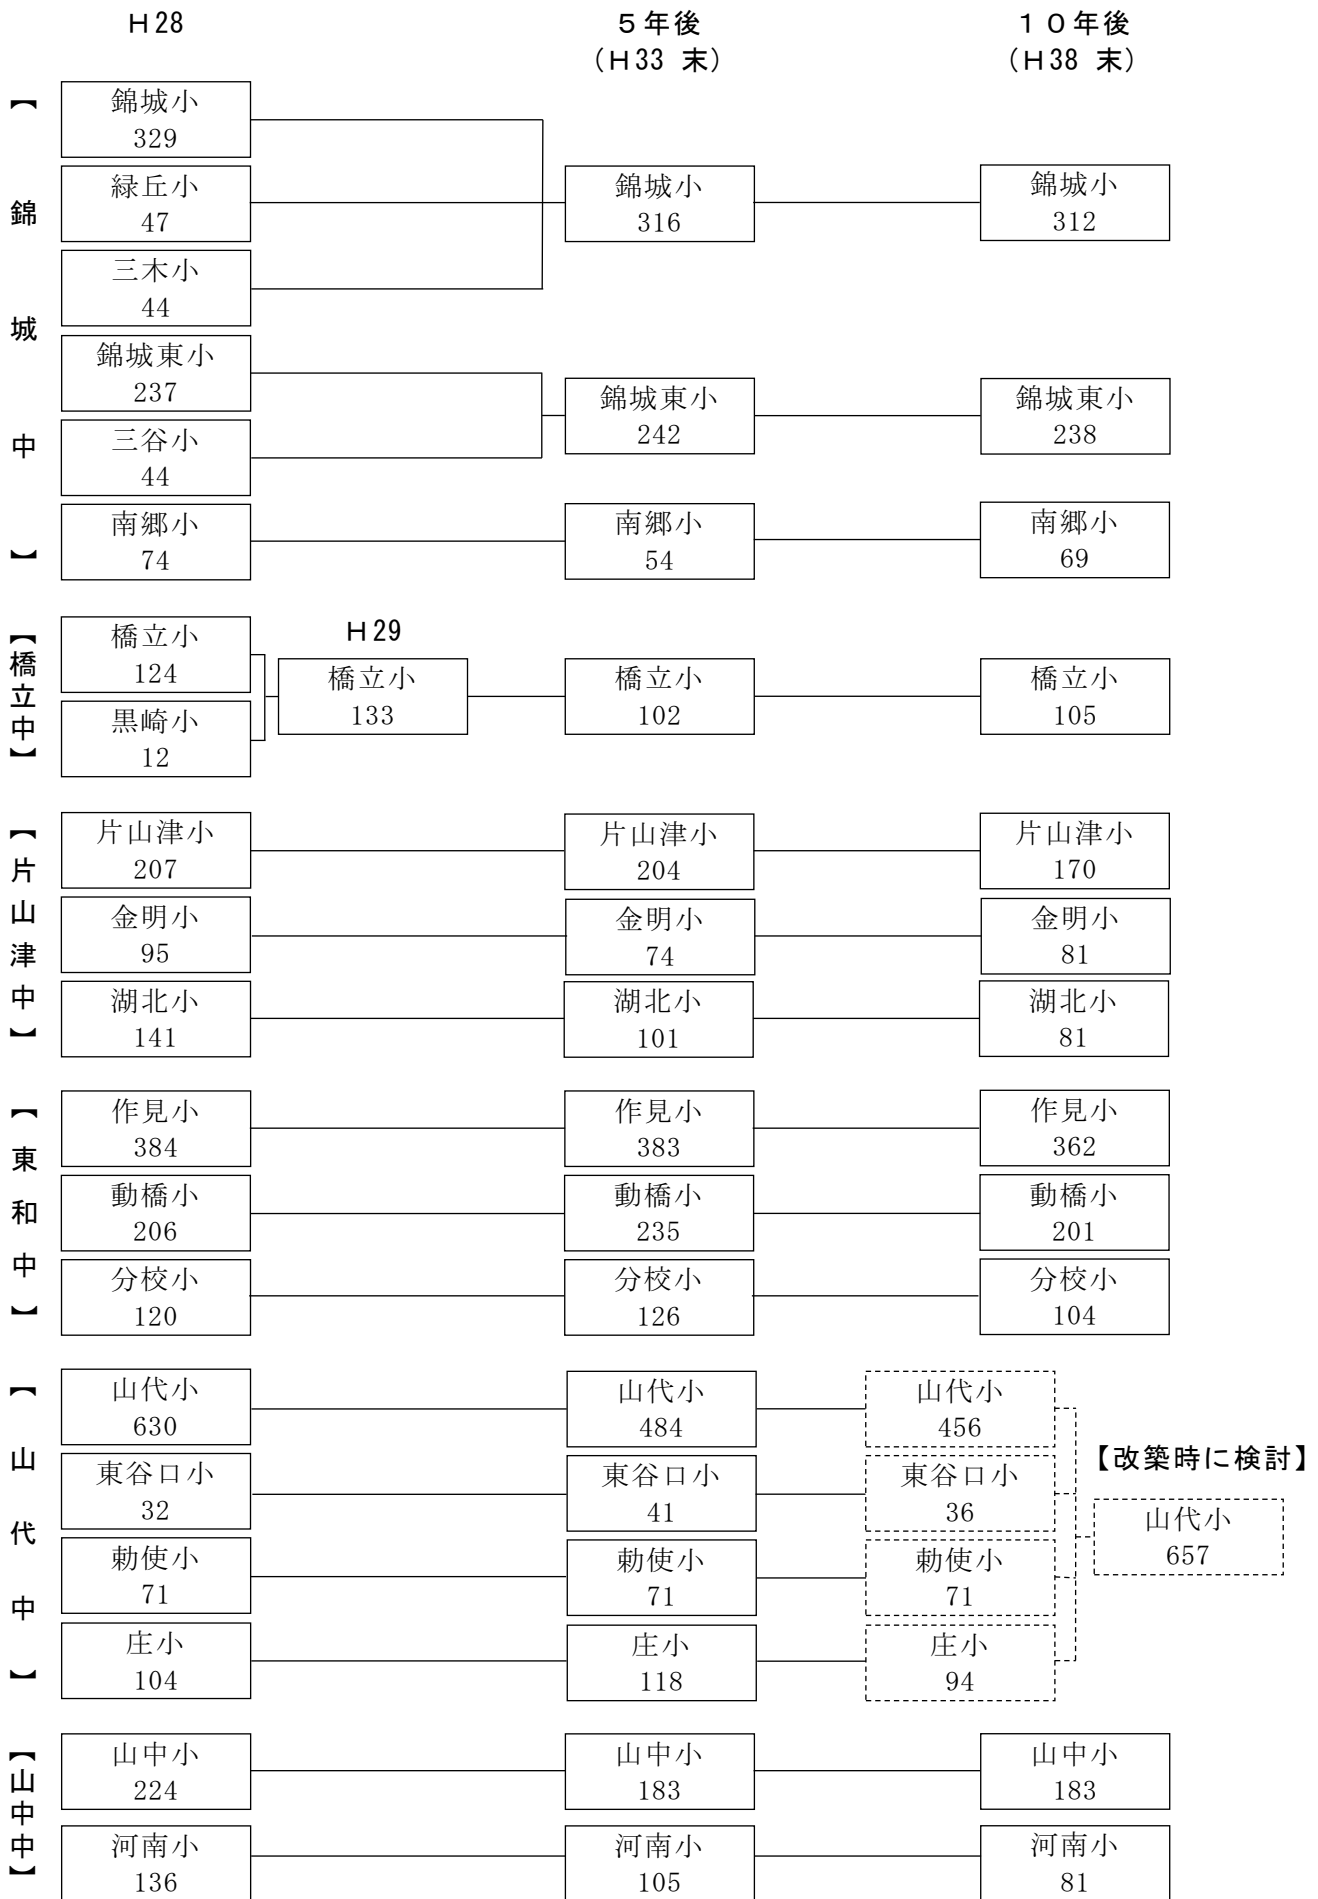 Ｈ28
５年後
（Ｈ33 末）
１０年後
（Ｈ38 末）
【錦城中】
錦城小
329
緑丘小
47
三木小
44
錦城東小
237
三谷小
44
南郷小
74
錦城小
316
錦城東小
242
南郷小
54
錦城小
312
錦城東小
238
南郷小
69
【橋立中】
橋立小
124
黒崎小
12
Ｈ29
橋立小
133
橋立小
102
橋立小
105
【片山津中】
片山津小
207
金明小
95
湖北小
141
片山津小
204
金明小
74
湖北小
101
片山津小
170
金明小
81
湖北小
81
【東和中】
作見小
384
動橋小
206
分校小
120
作見小
383
動橋小
235
分校小
126
作見小
362
動橋小
201
分校小
104
【山代中】
山代小
630
東谷口小
32
勅使小
71
庄小
104
山代小
484
東谷口小
41
勅使小
71
庄小
118
山代小
456
東谷口小
36
勅使小
71
庄小
94
【改築時に検討】
山代小
657
【山中中】
山中小
224
河南小
136
山中小
183
河南小
105
山中小
183
河南小
81